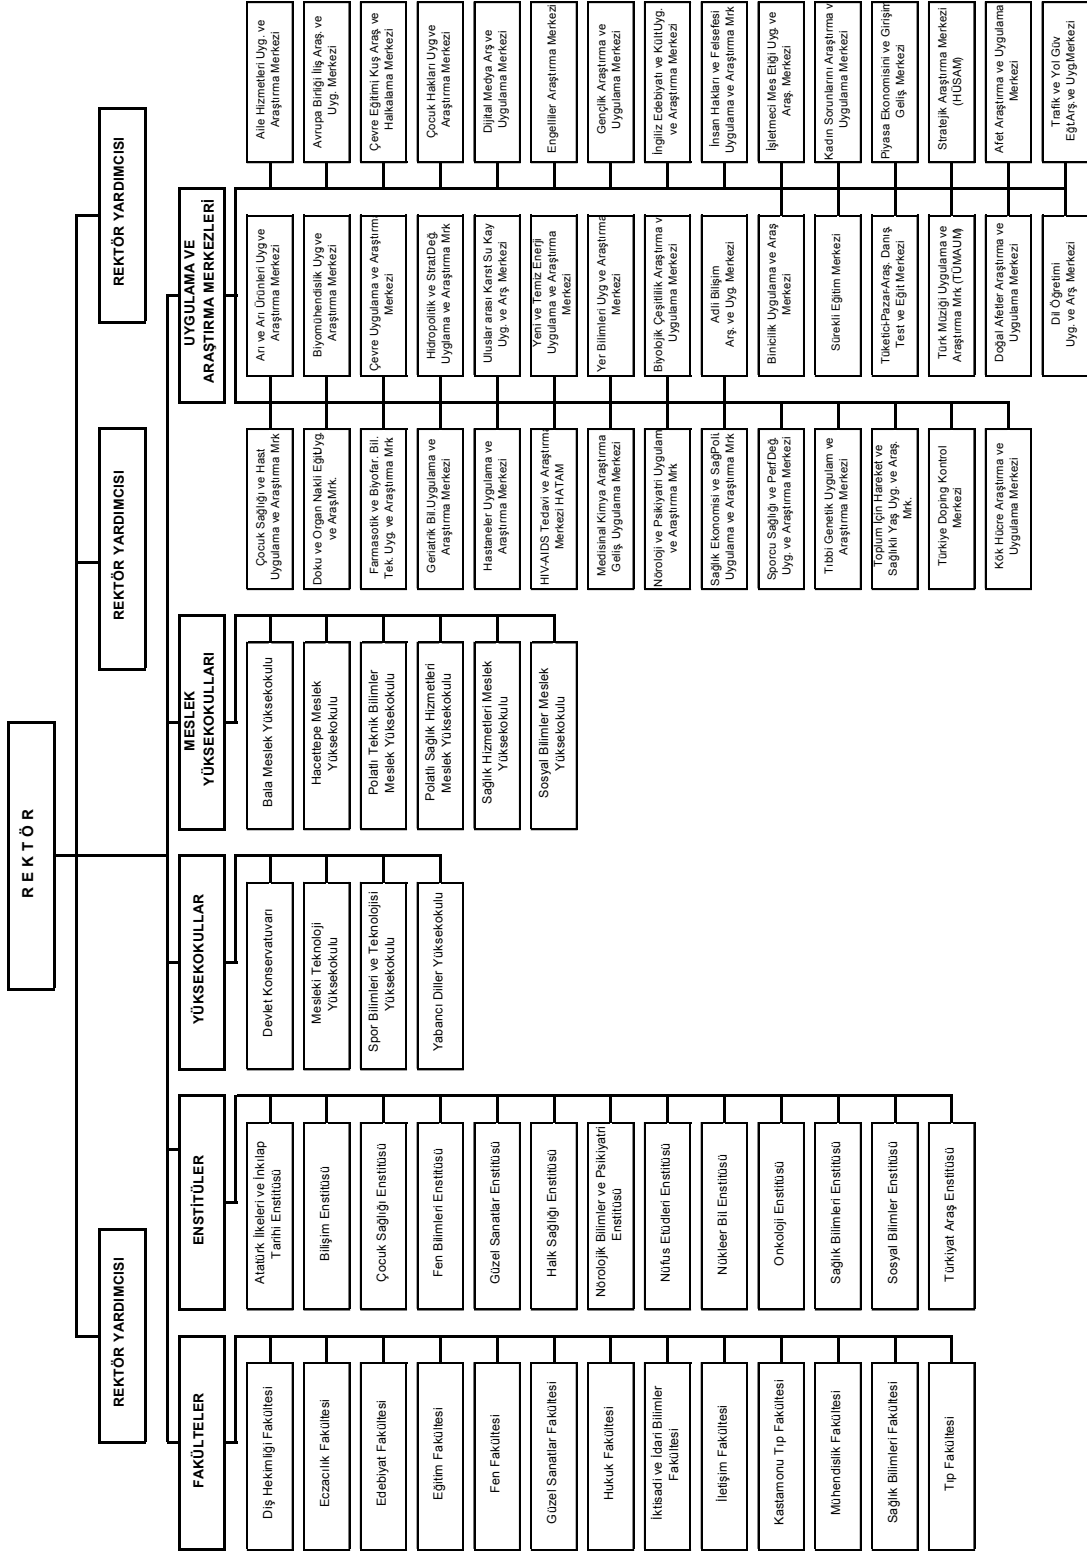 R E K T Ö R
REKTÖR YARDIMCISI
REKTÖR YARDIMCISI
REKTÖR YARDIMCISI
FAKÜLTELER
Diş Hekimliği Fakültesi
Eczacılık Fakültesi
Edebiyat Fakültesi
Eğitim Fakültesi
Fen Fakültesi
Güzel Sanatlar Fakültesi
Hukuk Fakültesi
İktisadi ve İdari Bilimler
Fakültesi
İletişim Fakültesi
Kastamonu Tıp Fakültesi
Mühendislik Fakültesi
Sağlık Bilimleri Fakültesi
Tıp Fakültesi
ENSTİTÜLER
Atatürk İlkeleri ve İnkılap
Tarihi Enstitüsü
Bilişim Enstitüsü
Çocuk Sağlığı Enstitüsü
Fen Bilimleri Enstitüsü
Güzel Sanatlar Enstitüsü
Halk Sağlığı Enstitüsü
Nörolojik Bilimler ve Psikiyatri
Enstitüsü
Nüfus Etüdleri Enstitüsü
Nükleer Bil Enstitüsü
Onkoloji Enstitüsü
Sağlık Bilimleri Enstitüsü
Sosyal Bilimler Enstitüsü
Türkiyat Araş Enstitüsü
YÜKSEKOKULLAR
Devlet Konservatuvarı
Mesleki Teknoloji
Yüksekokulu
Spor Bilimleri ve Teknolojisi
Yüksekokulu
Yabancı Diller Yüksekokulu
MESLEK
YÜKSEKOKULLARI
Bala Meslek Yüksekokulu
Hacettepe Meslek
Yüksekokulu
Polatlı Teknik Bilimler
Meslek Yüksekokulu
Polatlı Sağlık Hizmetleri
Meslek Yüksekokulu
Sağlık Hizmetleri Meslek
Yüksekokulu
Sosyal Bilimler Meslek
Yüksekokulu
UYGULAMA VE
ARAŞTIRMA MERKEZLERİ
Çocuk Sağlığı ve Hast
Uygulama ve Araştırma Mrk
Doku ve Organ Nakli EğitUyg.
ve AraşMrk.
Farmasotik ve Biyofar. Bil.
Tek. Uyg. ve Araştırma Mrk
Geriatrik Bil.Uygulama ve
Araştırma Merkezi
Hastaneler Uygulama ve
Araştırma Merkezi
HIV-AIDS Tedavi ve Araştırma
Merkezi HATAM
Medisinal Kimya Araştırma
Geliş Uygulama Merkezi
Nöroloji ve Psikiyatri Uygulam
ve Araştırma Mrk
Sağlık Ekonomisi ve SağPoli.
Uygulama ve Araştırma Mrk
Sporcu Sağlığı ve PerfDeğ.
Uyg. ve Araştırma Merkezi
Tıbbi Genetik Uygulam ve
Araştırma Merkezi
Toplum İçin Hareket ve
Sağlıklı Yaş Uyg. ve Araş.
Mrk.
Türkiye Doping Kontrol
Merkezi
Kök Hücre Araştırma ve
Uygulama Merkezi
Arı ve Arı Ürünleri Uygve
Araştırma Merkezi
Biyomühendislik Uygve
Araştırma Merkezi
Çevre Uygulama ve Araştırma
Merkezi
Hidropolitik ve StratDeğ.
Uyglama ve Araştırma Mrk
Uluslar arası Karst Su Kay
Uyg. ve Arş. Merkezi
Yeni ve Temiz Enerji
Uygulama ve Araştırma
Merkezi
Yer Bilimleri Uyg ve Araştırma
Merkezi
Biyolojik Çeşitlilik Araştırma v
Uygulama Merkezi
Adli Bilişim
Arş. ve Uyg. Merkezi
Binicilik Uygulama ve Araş
Merkezi
Sürekli Eğitim Merkezi
Tüketici-Pazar-Araş. Danış
Test ve Eğit Merkezi
Türk Müziği Uygulama ve
Araştırma Mrk (TÜMAUM)
Doğal Afetler Araştırma ve
Uygulama Merkezi
Dil Öğretimi
Uyg. ve Arş. Merkezi
Aile Hizmetleri Uyg. ve
Araştırma Merkezi
Avrupa Birliği İliş Araş. ve
Uyg. Merkezi
Çevre Eğitimi Kuş Araş ve
Halkalama Merkezi
Çocuk Hakları Uygve
Araştırma Merkezi
Dijital Medya Arş ve
Uygulama Merkezi
Engelliler Araştırma Merkezi
Gençlik Araştırma ve
Uygulama Merkezi
İngiliz Edebiyatı ve KültUyg.
ve Araştırma Merkezi
İnsan Hakları ve Felsefesi
Uygulama ve Araştırma Mrk
İşletmeci Mes Etiği Uyg. ve
Araş. Merkezi
Kadın Sorunlarını Araştırma v
Uygulama Merkezi
Piyasa Ekonomisini ve Girişim
Geliş. Merkezi
Stratejik Araştırma Merkezi
(HÜSAM)
Afet Araştırma ve Uygulama
Merkezi
Trafik ve Yol Güv
Eğt.Arş.ve Uyg.Merkezi